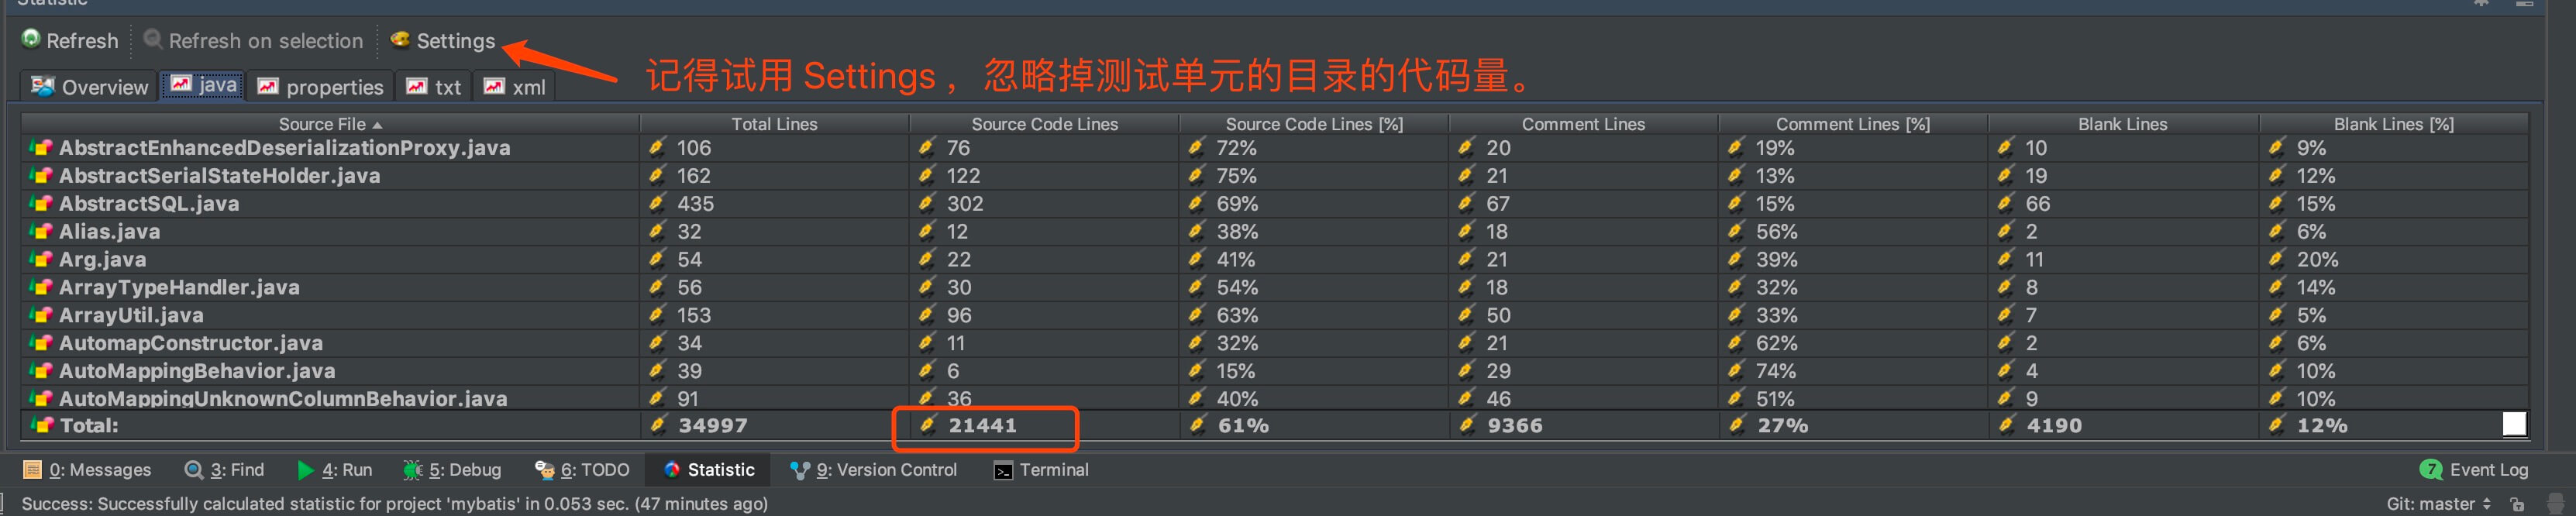 Statistic
Refresh Refresh on selection Settings
记得试用 Settings ，忽略掉测试单元的目录的代码量。
Overview java properties txt xml
Source File Total Lines Source Code Lines Source Code Lines [%] Comment Lines Comment Lines [%] Blank Lines Blank Lines [%]
AbstractEnhancedDeserializationProxy.java 106 76 72% 20 19% 10 9%
AbstractSerialStateHolder.java 162 122 75% 21 13% 19 12%
AbstractSQL.java 435 302 69% 67 15% 66 15%
Alias.java 32 12 38% 18 56% 2 6%
Arg.java 54 22 41% 21 39% 11 20%
ArrayTypeHandler.java 56 30 54% 18 32% 8 14%
ArrayUtil.java 153 96 63% 50 33% 7 5%
AutomapConstructor.java 34 11 32% 21 62% 2 6%
AutoMappingBehavior.java 39 6 15% 29 74% 4 10%
AutoMappingUnknownColumnBehavior.java 91 36 40% 46 51% 9 10%
Total: 34997 21441 61% 9366 27% 4190 12%
0: Messages 3: Find 4: Run 5: Debug 6: TODO Statistic 9: Version Control Terminal 7 Event Log
Success: Successfully calculated statistic for project 'mybatis' in 0.053 sec. (47 minutes ago) Git: master